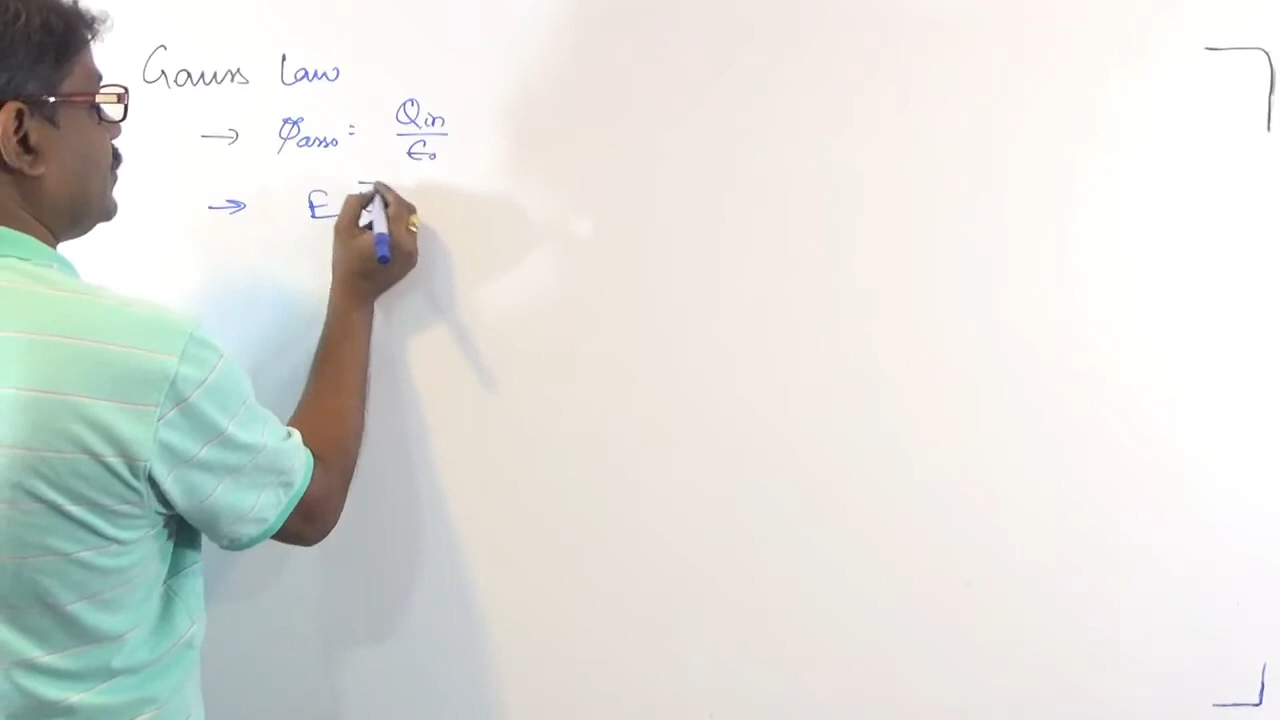 Gauss Law
→ φasso = Qin/ε₀
→ E